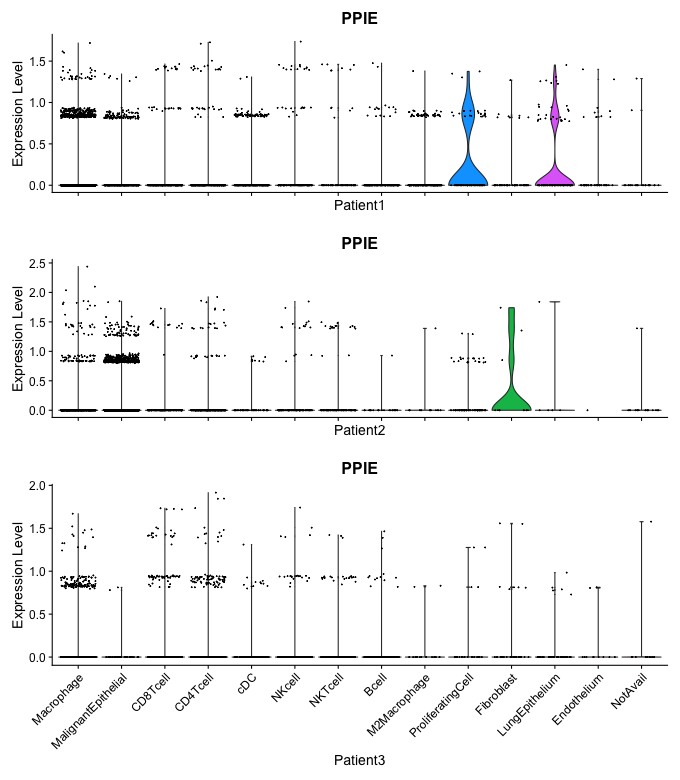 PPIE
Expression Level
1.5
1.0
0.5
0.0
Patient1
PPIE
Expression Level
2.5
2.0
1.5
1.0
0.5
0.0
Patient2
PPIE
Expression Level
2.0
1.5
1.0
0.5
0.0
Macrophage
MalignantEpithelial
CD8Tcell
CD4Tcell
cDC
NKcell
NKTcell
Bcell
M2Macrophage
ProliferatingCell
Fibroblast
LungEpithelium
Endothelium
NotAvail
Patient3